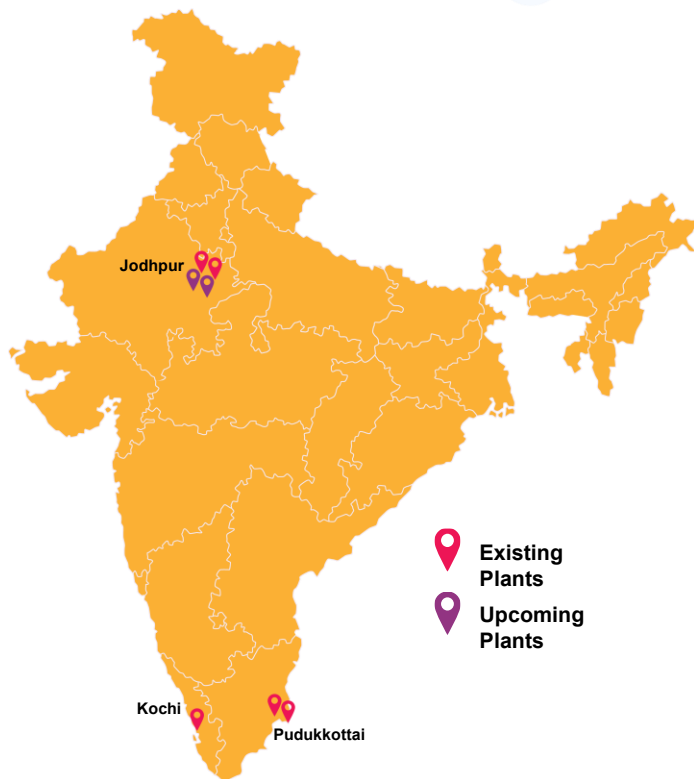 Jodhpur
Existing
Plants
Upcoming
Plants
Kochi
Pudukkottai